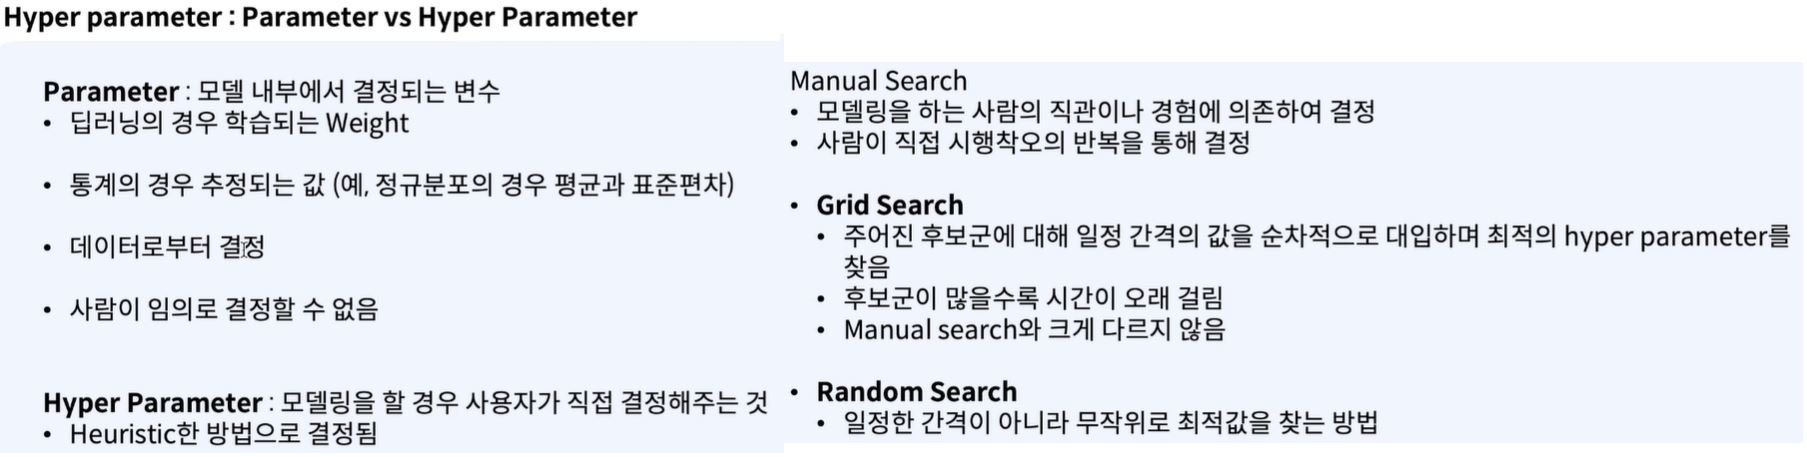 Hyper parameter : Parameter vs Hyper Parameter
Parameter : 모델 내부에서 결정되는 변수
• 딥러닝의 경우 학습되는 Weight
• 통계의 경우 추정되는 값 (예, 정규분포의 경우 평균과 표준편차)
• 데이터로부터 결정
• 사람이 임의로 결정할 수 없음
Hyper Parameter : 모델링을 할 경우 사용자가 직접 결정해주는 것
• Heuristic한 방법으로 결정됨
Manual Search
• 모델링을 하는 사람의 직관이나 경험에 의존하여 결정
• 사람이 직접 시행착오의 반복을 통해 결정
• Grid Search
• 주어진 후보군에 대해 일정 간격의 값을 순차적으로 대입하며 최적의 hyper parameter를
찾음
• 후보군이 많을수록 시간이 오래 걸림
• Manual search와 크게 다르지 않음
• Random Search
• 일정한 간격이 아니라 무작위로 최적값을 찾는 방법